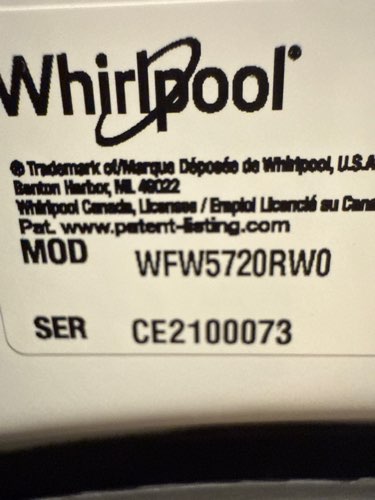 Whirlpool®
® Trademark of/Marque Déposée de Whirlpool, U.S.A
Benton Harbor, MI. 49022
Whirlpool Canada, Licensee / Emploi Licencié au Cana
Pat. www.patent-listing.com
MOD WFW5720RW0
SER CE2100073